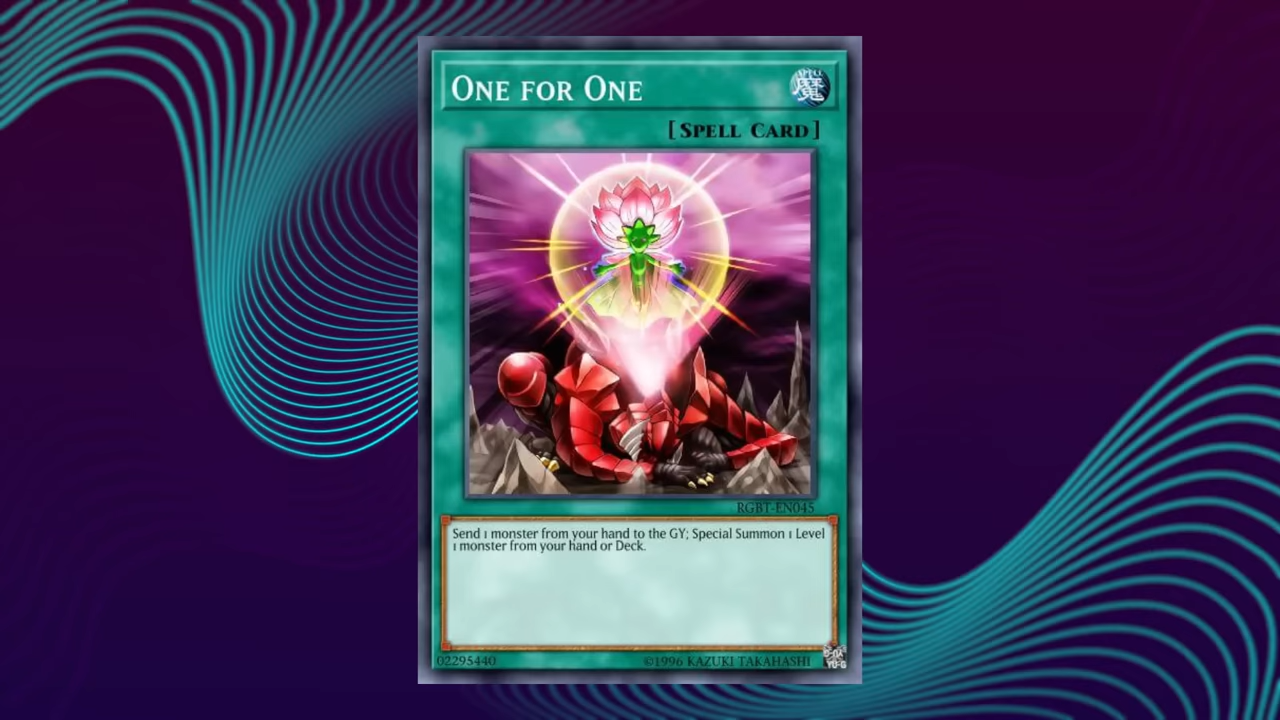 One for One
[Spell Card]
RGBT-EN045
Send 1 monster from your hand to the GY; Special Summon 1 Level
1 monster from your hand or Deck.
02295440
©1996 KAZUKI TAKAHASHI